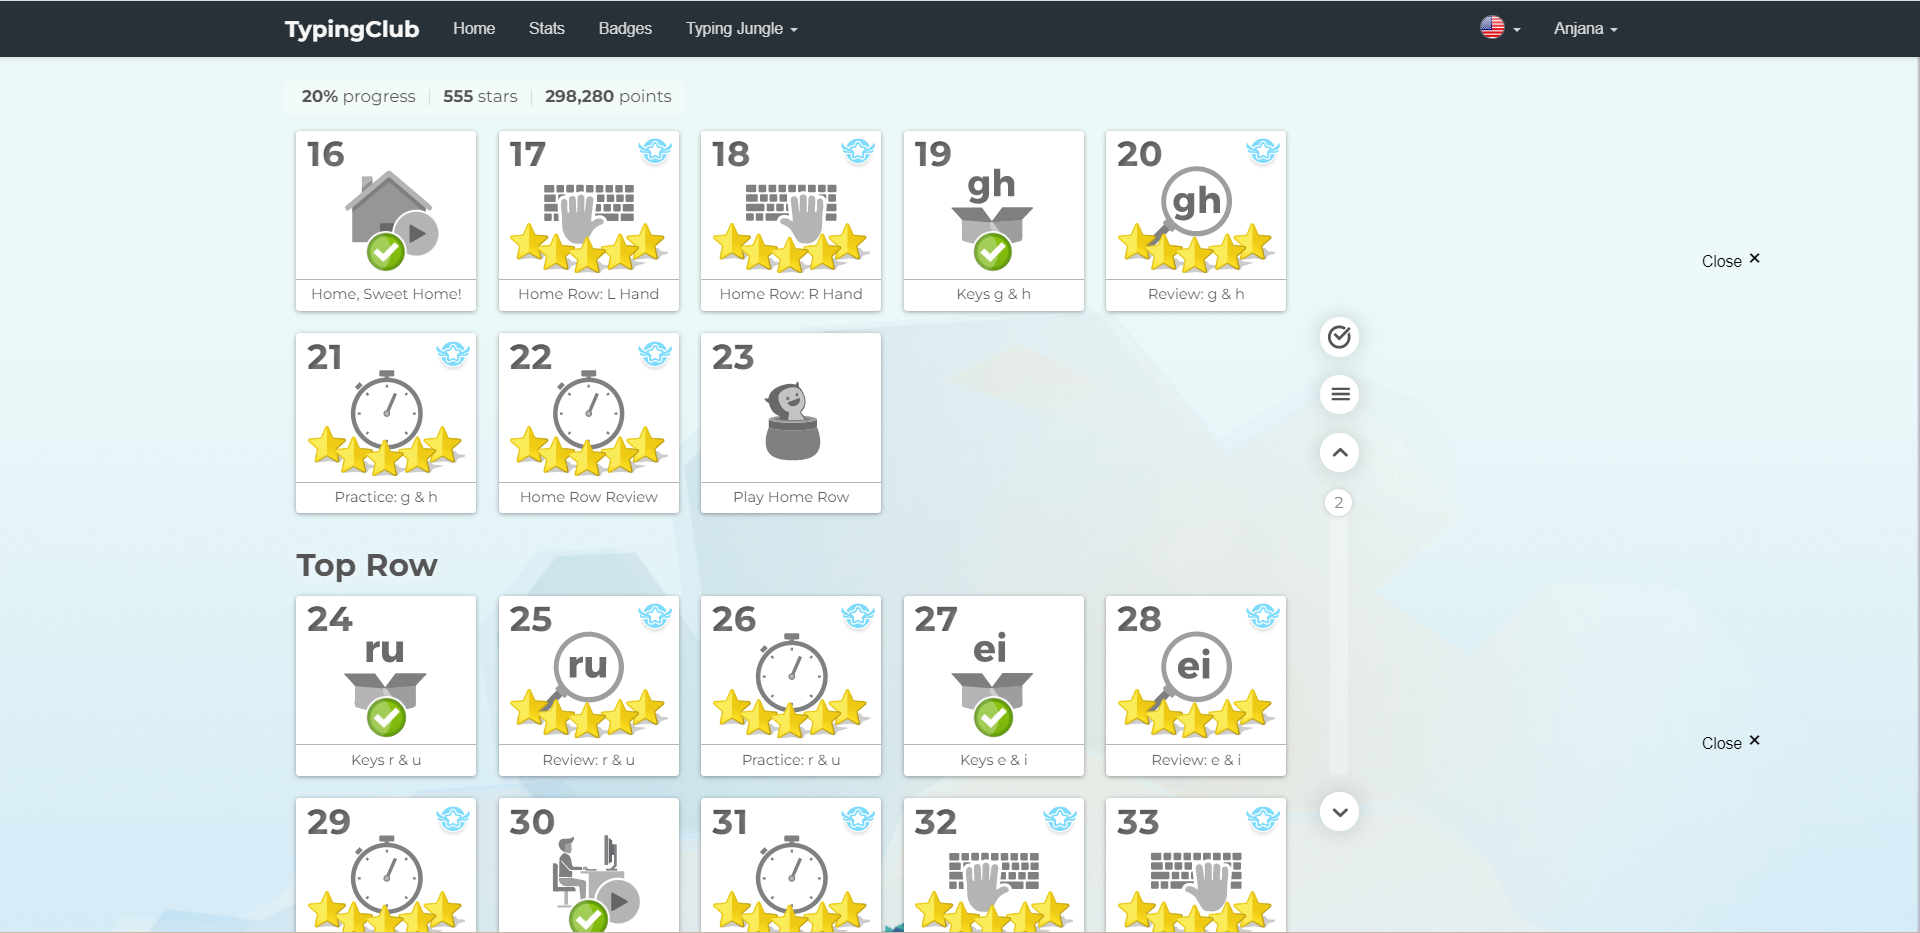 TypingClub Home Stats Badges Typing Jungle Anjana
20% progress 555 stars 298,280 points
16 17 18 19 20
gh gh
Home, Sweet Home! Home Row: L Hand Home Row: R Hand Keys g & h Review: g & h
Close ×
21 22 23
Practice: g & h Home Row Review Play Home Row
2
Top Row
24 25 26 27 28
ru ru ei ei
Keys r & u Review: r & u Practice: r & u Keys e & i Review: e & i
Close ×
29 30 31 32 33